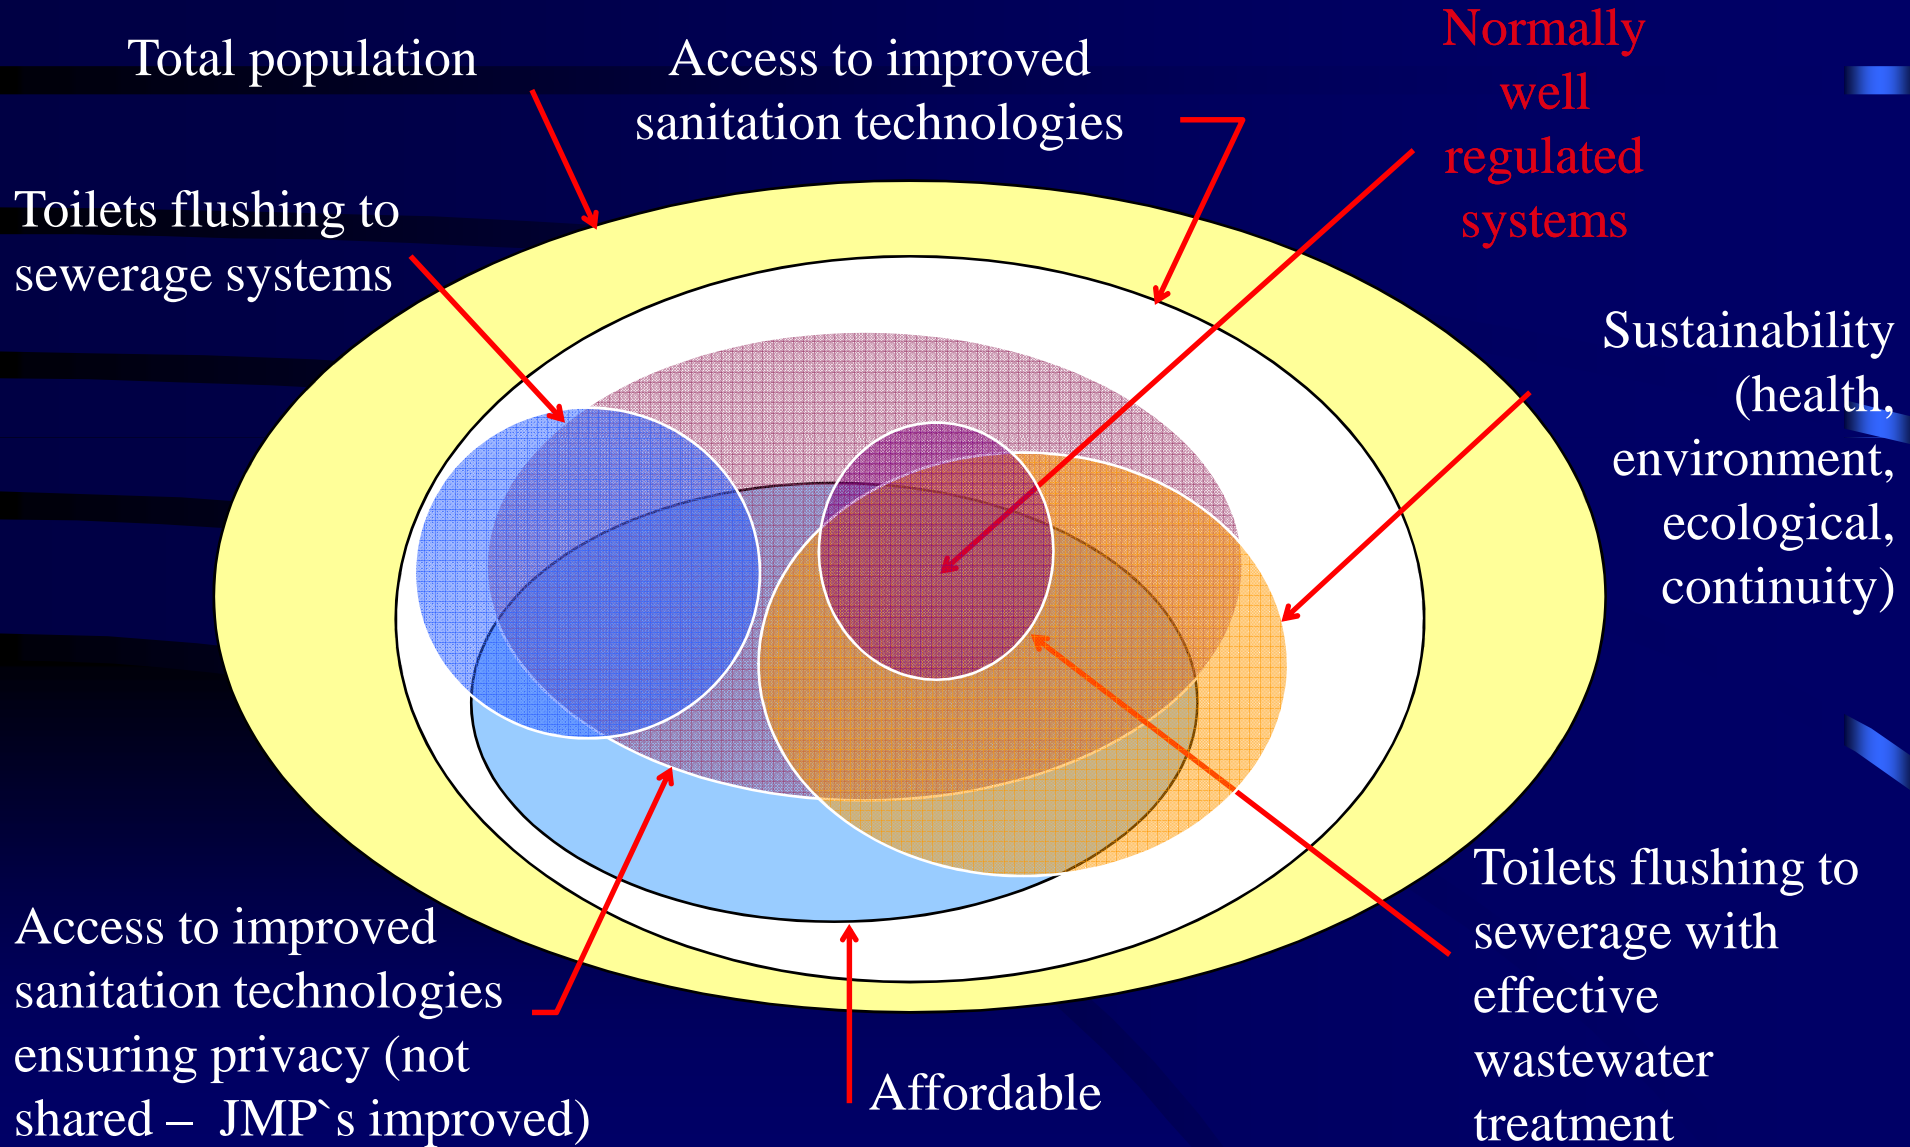 Total population
Access to improved
sanitation technologies
Normally
well
regulated
systems
Toilets flushing to
sewerage systems
Sustainability
(health,
environment,
ecological,
continuity)
Access to improved
sanitation technologies
ensuring privacy (not
shared – JMP`s improved)
Affordable
Toilets flushing to
sewerage with
effective
wastewater
treatment